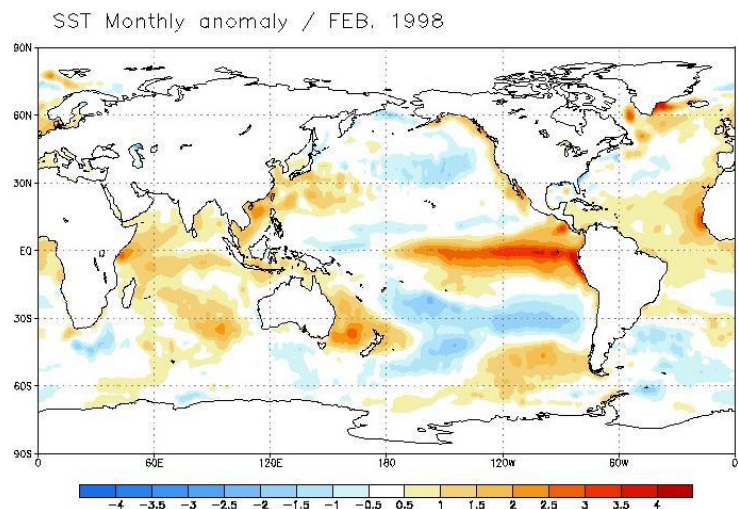 SST Monthly anomaly / FEB. 1998
90N
60N
30N
EQ
30S
60S
90S
0 60E 120E 180 120W 60W 0
-4 -3.5 -3 -2.5 -2 -1.5 -1 -0.5 0.5 1 1.5 2 2.5 3 3.5 4